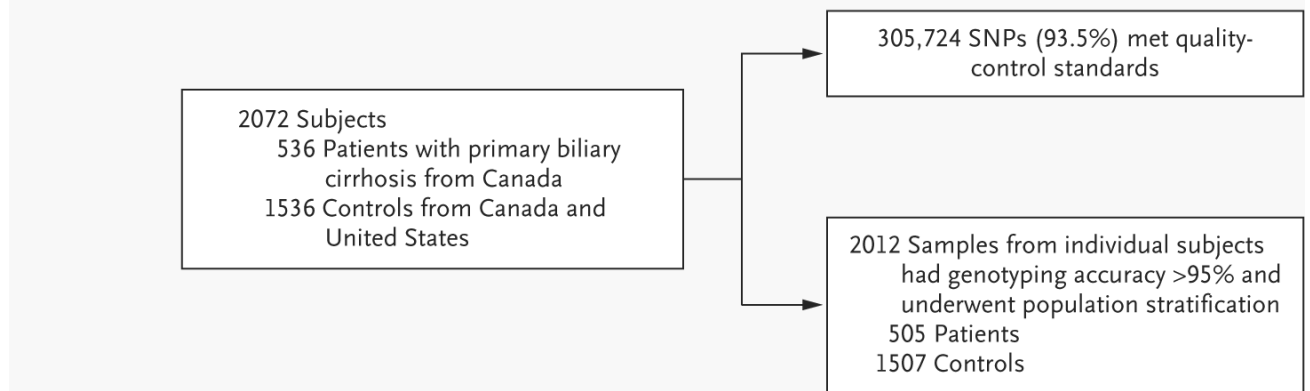 305,724 SNPs (93.5%) met quality-
control standards
2072 Subjects
536 Patients with primary biliary
cirrhosis from Canada
1536 Controls from Canada and
United States
2012 Samples from individual subjects
had genotyping accuracy >95% and
underwent population stratification
505 Patients
1507 Controls